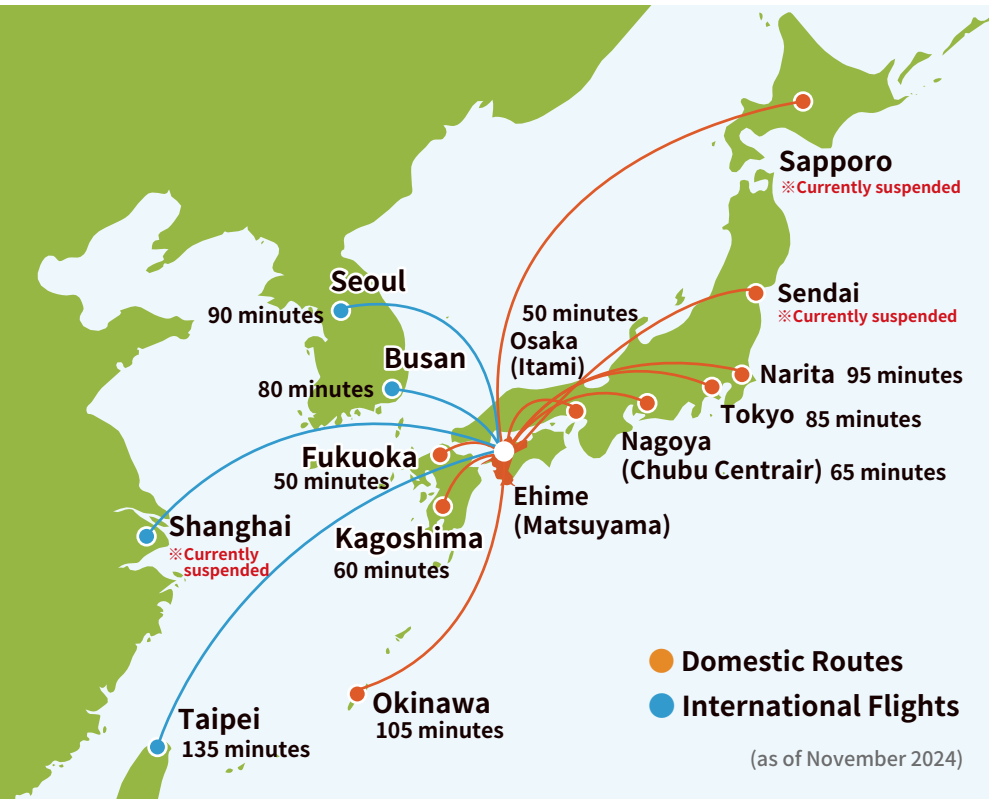 Sapporo
※Currently suspended
Seoul
90 minutes
Sendai
※Currently suspended
50 minutes
Osaka
(Itami)
Busan
80 minutes
Narita 95 minutes
Tokyo 85 minutes
Nagoya
(Chubu Centrair) 65 minutes
Fukuoka
50 minutes
Ehime
(Matsuyama)
Shanghai
※Currently
suspended
Kagoshima
60 minutes
Okinawa
105 minutes
Taipei
135 minutes
Domestic Routes
International Flights
(as of November 2024)